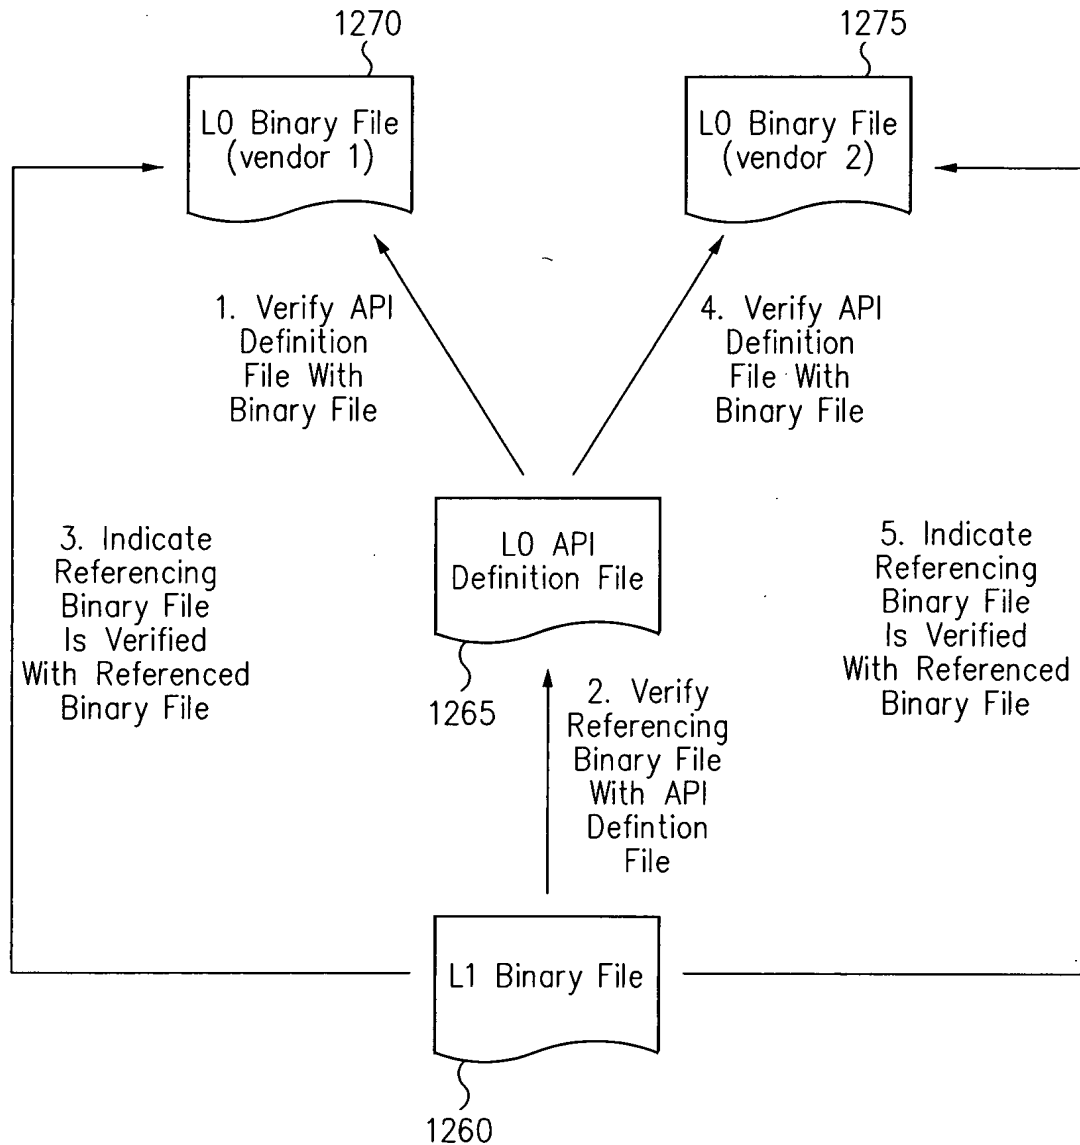 1270
1275
L0 Binary File
(vendor 1)
L0 Binary File
(vendor 2)
1. Verify API
Definition
File With
Binary File
4. Verify API
Definition
File With
Binary File
L0 API
Definition File
1265
3. Indicate
Referencing
Binary File
Is Verified
With Referenced
Binary File
5. Indicate
Referencing
Binary File
Is Verified
With Referenced
Binary File
2. Verify
Referencing
Binary File
With API
Defintion
File
L1 Binary File
1260